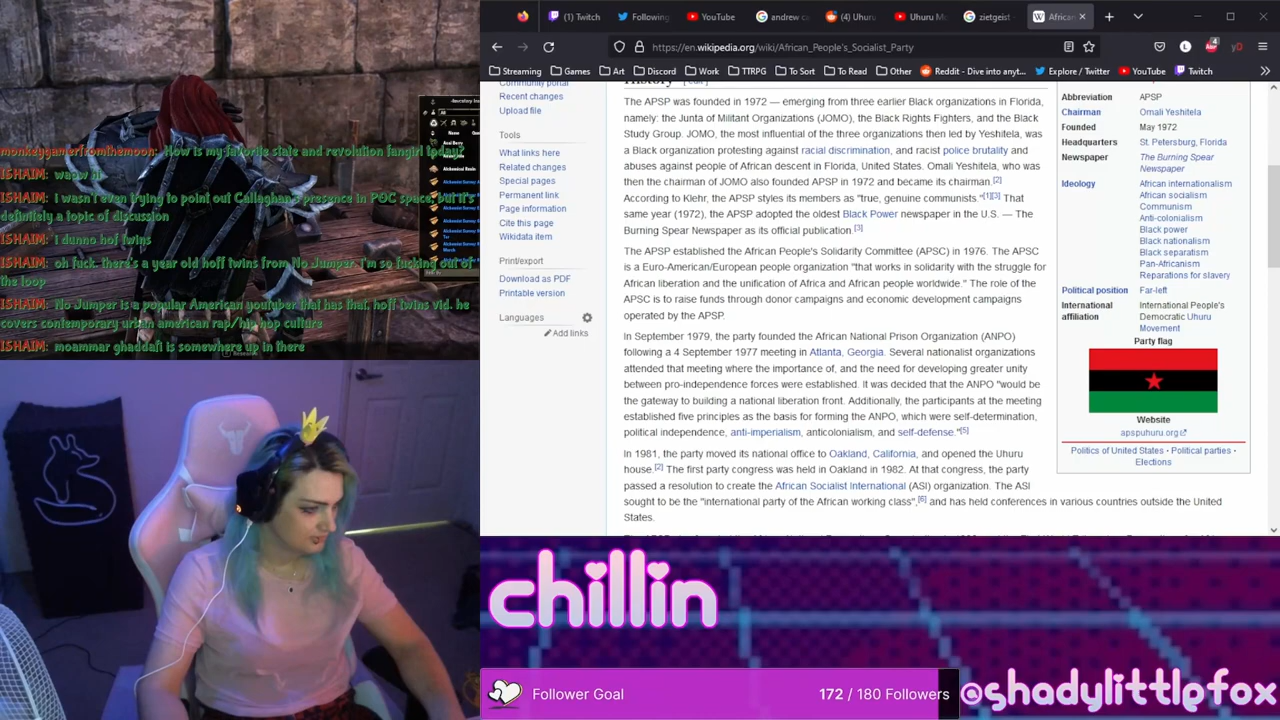 monkeygamerfromthemoon: How is my favorite stale and revolution fangirl today?
ISHAIM: waow hi
ISHAIM: I wasn't even trying to point out Callaghan's presence in POC space, but it's
definitely a topic of discussion
ISHAIM: I dunno hof twins
ISHAIM: oh fuck. there's a year old hoff twins from No Jumper. I'm so fucking out of
the loop
ISHAIM: No Jumper is a popular American youtyber that has that. hoff twins vid. he
covers contemporary urban american rap/hip hop culture
ISHAIM: moammar ghaddafi is somewhere up in there
(1) Twitch
Following
YouTube
andrew ca
(4) Uhuru
Uhuru Mo
zietgeist
African
https://en.wikipedia.org/wiki/African_People's_Socialist_Party
Streaming
Games
Art
Discord
Work
TTRPG
To Sort
To Read
Other
Reddit - Dive into anyt...
Explore / Twitter
YouTube
Twitch
Community portal
Recent changes
Upload file
Tools
What links here
Related changes
Special pages
Permanent link
Page information
Cite this page
Wikidata item
Print/export
Download as PDF
Printable version
Languages
Add links
History [edit]
The APSP was founded in 1972 — emerging from three earlier Black organizations in Florida,
namely: the Junta of Militant Organizations (JOMO), the Black Rights Fighters, and the Black
Study Group. JOMO, the most influential of the three organizations then led by Yeshitela, was
a Black organization protesting against racial discrimination, and racist police brutality and
abuses against people of African descent in Florida, United States. Omali Yeshitela, who was
then the chairman of JOMO also founded APSP in 1972 and became its chairman.[2]
According to Klehr, the APSP styles its members as "true, genuine communists."[1][3] That
same year (1972), the APSP adopted the oldest Black Power newspaper in the U.S. — The
Burning Spear Newspaper as its official publication.[3]
The APSP established the African People's Solidarity Committee (APSC) in 1976. The APSC
is a Euro-American/European people organization "that works in solidarity with the struggle for
African liberation and the unification of Africa and African people worldwide." The role of the
APSC is to raise funds through donor campaigns and economic development campaigns
operated by the APSP.
In September 1979, the party founded the African National Prison Organization (ANPO)
following a 4 September 1977 meeting in Atlanta, Georgia. Several nationalist organizations
attended that meeting where the importance of, and the need for developing greater unity
between pro-independence forces were established. It was decided that the ANPO "would be
the gateway to building a national liberation front. Additionally, the participants at the meeting
established five principles as the basis for forming the ANPO, which were self-determination,
political independence, anti-imperialism, anticolonialism, and self-defense."[5]
In 1981, the party moved its national office to Oakland, California, and opened the Uhuru
house.[2] The first party congress was held in Oakland in 1982. At that congress, the party
passed a resolution to create the African Socialist International (ASI) organization. The ASI
sought to be the "international party of the African working class",[6] and has held conferences in various countries outside the United
States.
Abbreviation APSP
Chairman Omali Yeshitela
Founded May 1972
Headquarters St. Petersburg, Florida
Newspaper The Burning Spear
Newspaper
Ideology African internationalism
African socialism
Communism
Anti-colonialism
Black power
Black nationalism
Black separatism
Pan-Africanism
Reparations for slavery
Political position Far-left
International International People's
affiliation Democratic Uhuru
Movement
Party flag
Website
apspuhuru.org
Politics of United States · Political parties ·
Elections
chillin
Follower Goal
172 / 180 Followers
@shadylittlefox